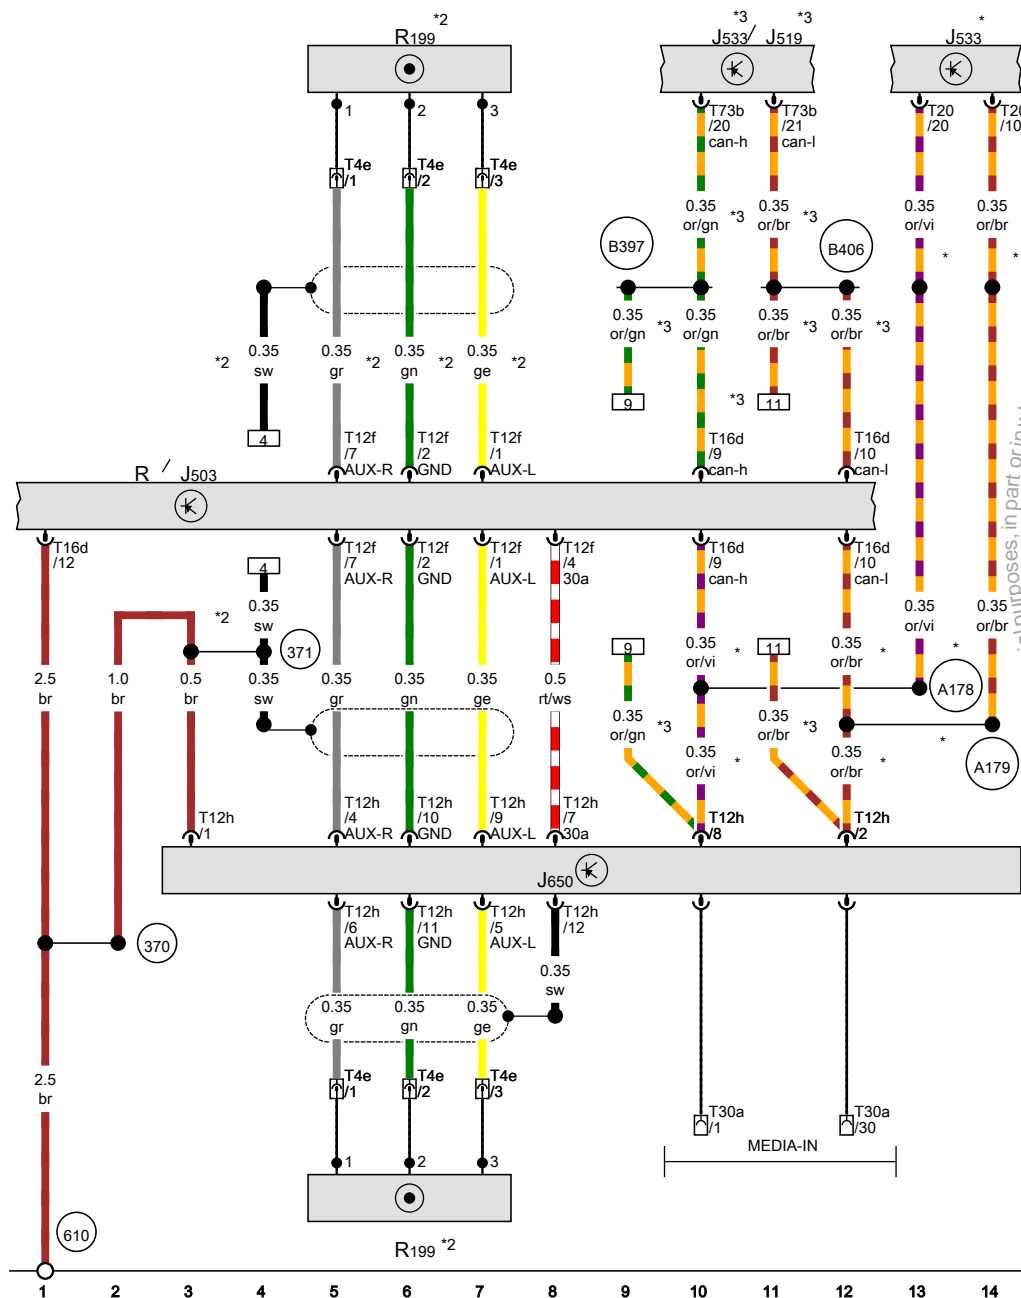 R199 *2
*3 *3 *
J533 / J519 J533
1 2 3
T73b /20 can-h
T73b /21 can-l
T20 /20
T20 /10
T4e /1
T4e /2
T4e /3
0.35 or/gn *3
0.35 or/br *3
0.35 or/vi *
0.35 or/br *
B397
B406
*2 0.35 sw
0.35 gr *2
0.35 gn *2
0.35 ge *2
0.35 or/gn *3
0.35 or/gn
0.35 or/br *3
0.35 or/br *3
4
9
*3
11
T12f /7 AUX-R
T12f /2 GND
T12f /1 AUX-L
T16d /9 can-h
T16d /10 can-l
R / J503
T16d /12
4
T12f /7 AUX-R
T12f /2 GND
T12f /1 AUX-L
T12f /4 30a
T16d /9 can-h
T16d /10 can-l
*2
0.35 sw
371
9
0.35 or/vi *
11
0.35 or/br *
0.35 or/vi
0.35 or/br
*
A178
2.5 br
1.0 br
0.5 br
0.35 sw
0.35 gr
0.35 gn
0.35 ge
0.5 rt/ws
0.35 or/gn *3
0.35 or/vi *
0.35 or/br *3
0.35 or/br *
*
A179
T12h /1
T12h /4 AUX-R
T12h /10 GND
T12h /9 AUX-L
T12h /7 30a
T12h /8
T12h /2
J650
T12h /6 AUX-R
T12h /11 GND
T12h /5 AUX-L
T12h /12
370
0.35 sw
0.35 gr
0.35 gn
0.35 ge
2.5 br
T4e /1
T4e /2
T4e /3
T30a /1
T30a /30
MEDIA-IN
1 2 3
R199 *2
610
1 2 3 4 5 6 7 8 9 10 11 12 13 14
purposes, in part or in w